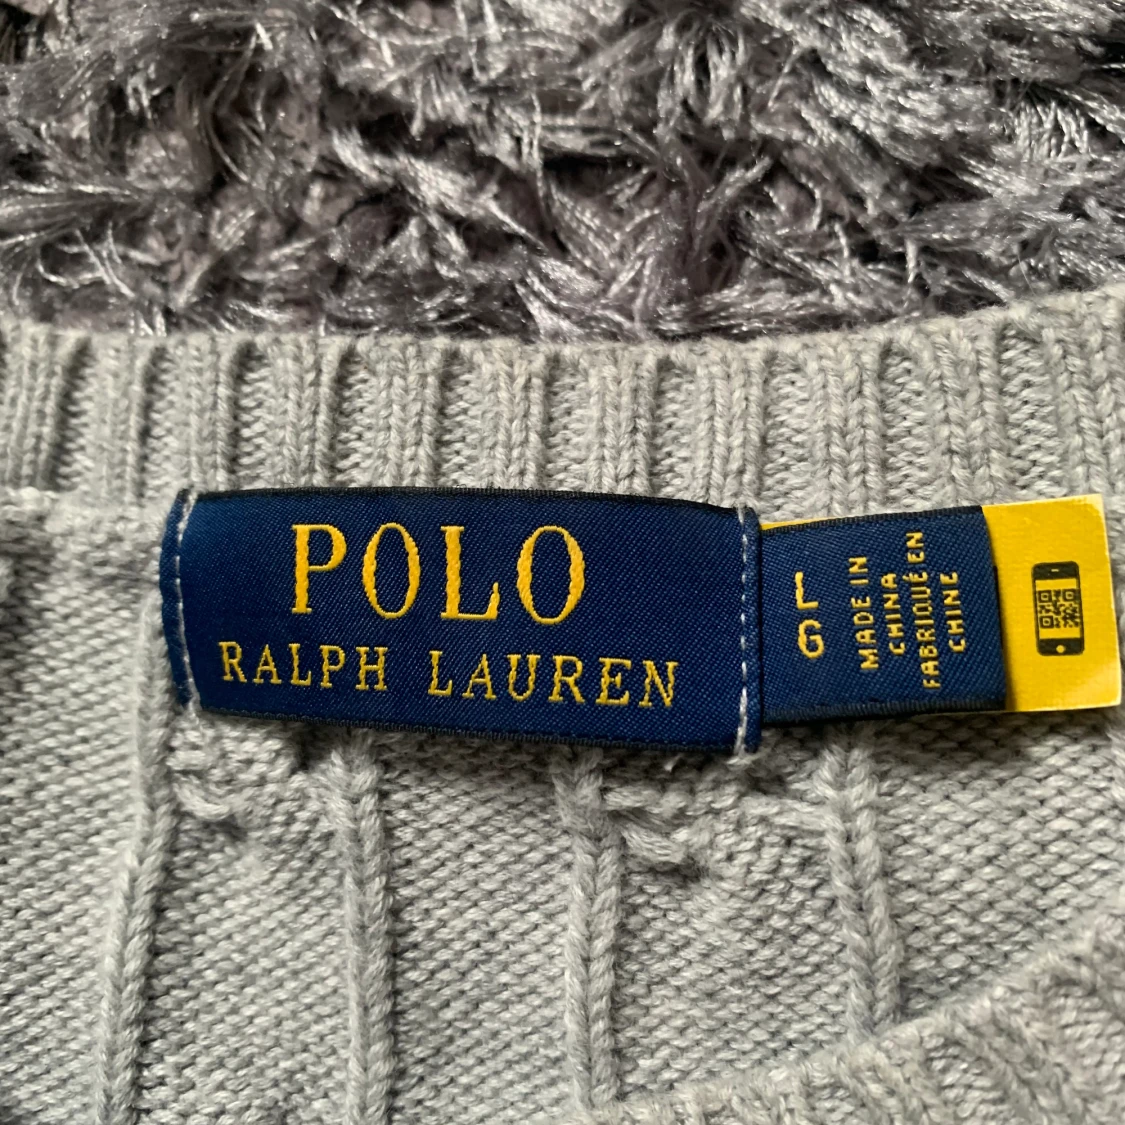 POLO
RALPH LAUREN
L
G
MADE IN
CHINA
FABRIQUÉ EN
CHINE